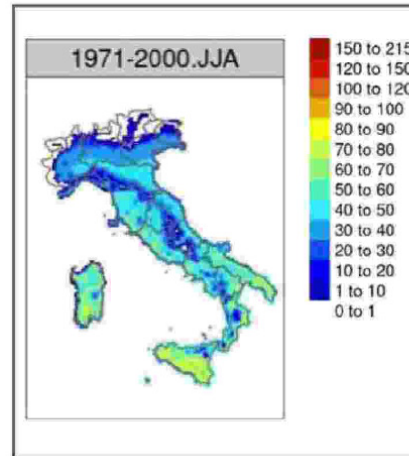 1971-2000.JJA
150 to 215
120 to 150
100 to 120
90 to 100
80 to 90
70 to 80
60 to 70
50 to 60
40 to 50
30 to 40
20 to 30
10 to 20
1 to 10
0 to 1